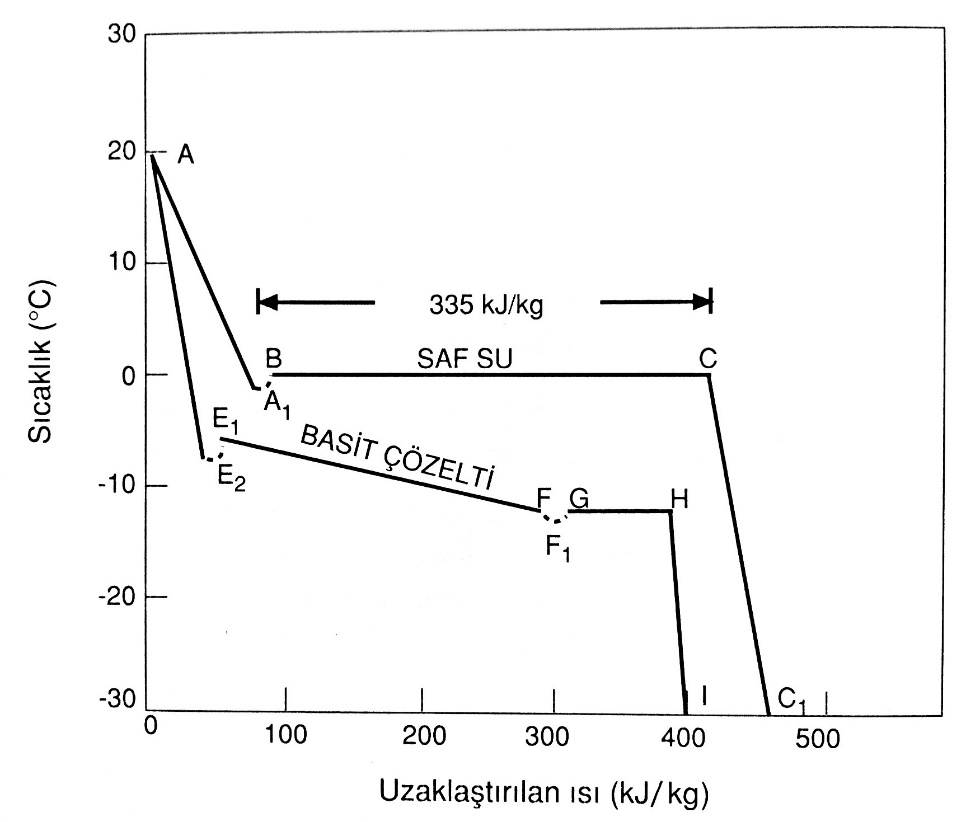 30
20
10
0
-10
-20
-30
Sıcaklık (°C)
A
335 kJ/kg
B
SAF SU
C
A1
E1
BASİT ÇÖZELTİ
E2
F
G
H
F1
I
C1
0
100
200
300
400
500
Uzaklaştırılan ısı (kJ/kg)